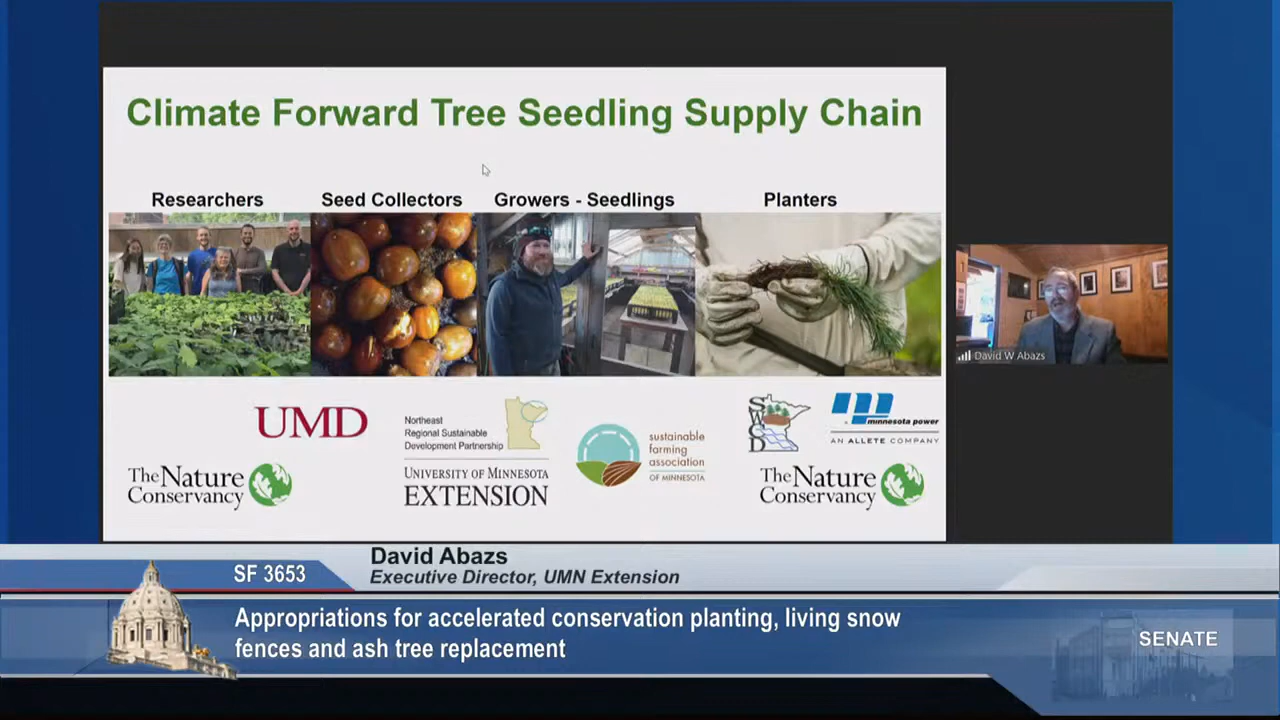 Climate Forward Tree Seedling Supply Chain
Researchers
Seed Collectors
Growers - Seedlings
Planters
UMD
The Nature
Conservancy
Northeast
Regional Sustainable
Development Partnership
UNIVERSITY OF MINNESOTA
EXTENSION
sustainable
farming
association
OF MINNESOTA
SWCD
minnesota power
AN ALLETE COMPANY
The Nature
Conservancy
David W Abazs
David Abazs
Executive Director, UMN Extension
SF 3653
Appropriations for accelerated conservation planting, living snow
fences and ash tree replacement
SENATE